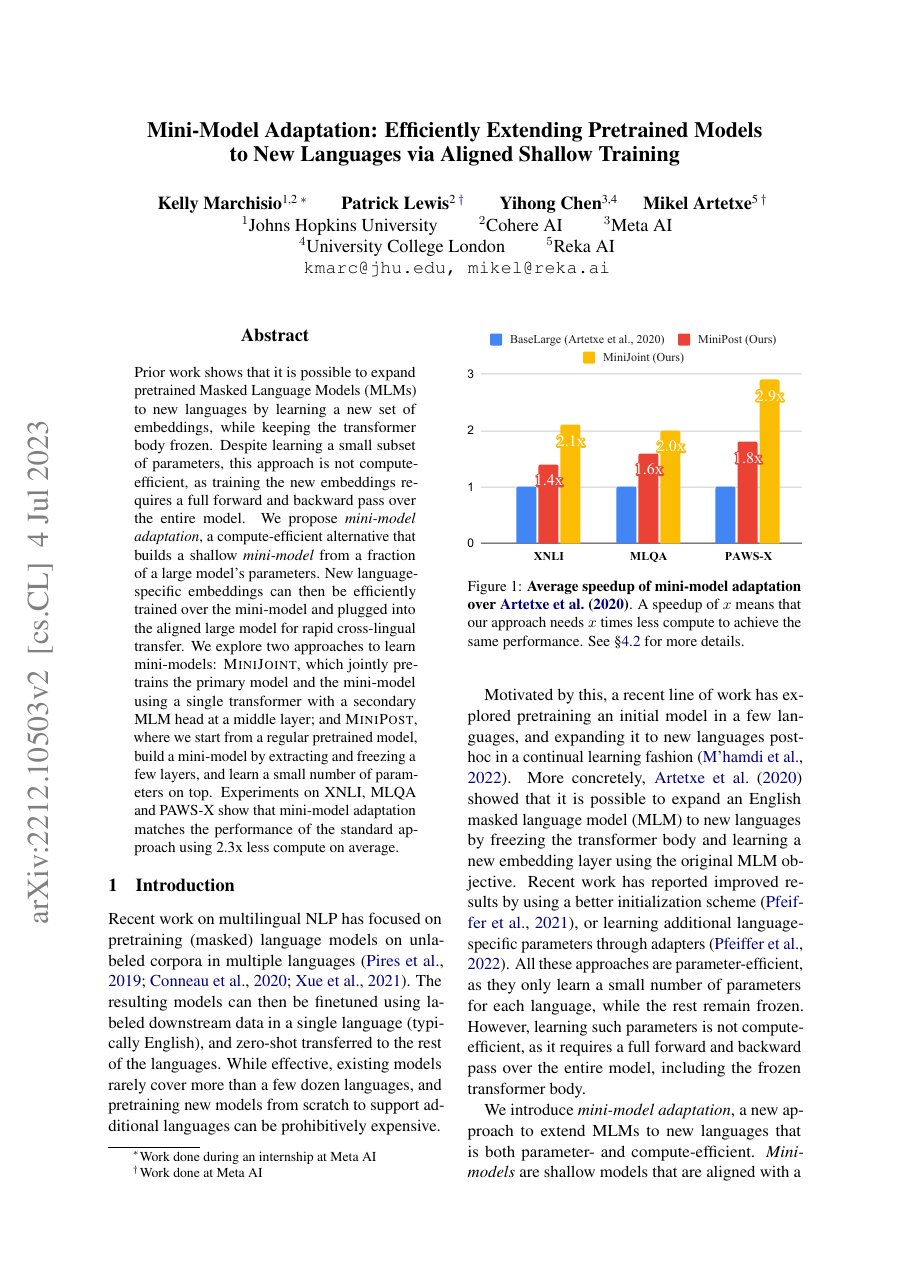 Mini-Model Adaptation: Efficiently Extending Pretrained Models
to New Languages via Aligned Shallow Training
Kelly Marchisio1,2 ∗ Patrick Lewis2 † Yihong Chen3,4 Mikel Artetxe5 †
1Johns Hopkins University 2Cohere AI 3Meta AI
4University College London 5Reka AI
kmarc@jhu.edu, mikel@reka.ai
arXiv:2212.10503v2 [cs.CL] 4 Jul 2023
Abstract
Prior work shows that it is possible to expand
pretrained Masked Language Models (MLMs)
to new languages by learning a new set of
embeddings, while keeping the transformer
body frozen. Despite learning a small subset
of parameters, this approach is not compute-
efficient, as training the new embeddings re-
quires a full forward and backward pass over
the entire model. We propose mini-model
adaptation, a compute-efficient alternative that
builds a shallow mini-model from a fraction
of a large model's parameters. New language-
specific embeddings can then be efficiently
trained over the mini-model and plugged into
the aligned large model for rapid cross-lingual
transfer. We explore two approaches to learn
mini-models: MINIJOINT, which jointly pre-
trains the primary model and the mini-model
using a single transformer with a secondary
MLM head at a middle layer; and MINIPOST,
where we start from a regular pretrained model,
build a mini-model by extracting and freezing a
few layers, and learn a small number of param-
eters on top. Experiments on XNLI, MLQA
and PAWS-X show that mini-model adaptation
matches the performance of the standard ap-
proach using 2.3x less compute on average.
1 Introduction
Recent work on multilingual NLP has focused on
pretraining (masked) language models on unla-
beled corpora in multiple languages (Pires et al.,
2019; Conneau et al., 2020; Xue et al., 2021). The
resulting models can then be finetuned using la-
beled downstream data in a single language (typi-
cally English), and zero-shot transferred to the rest
of the languages. While effective, existing models
rarely cover more than a few dozen languages, and
pretraining new models from scratch to support ad-
ditional languages can be prohibitively expensive.
∗Work done during an internship at Meta AI
†Work done at Meta AI
BaseLarge (Artetxe et al., 2020) MiniPost (Ours)
MiniJoint (Ours)
3
2
1
0
1.4x 2.1x
1.6x 2.0x
1.8x 2.9x
XNLI MLQA PAWS-X
Figure 1: Average speedup of mini-model adaptation
over Artetxe et al. (2020). A speedup of x means that
our approach needs x times less compute to achieve the
same performance. See §4.2 for more details.
Motivated by this, a recent line of work has ex-
plored pretraining an initial model in a few lan-
guages, and expanding it to new languages post-
hoc in a continual learning fashion (M'hamdi et al.,
2022). More concretely, Artetxe et al. (2020)
showed that it is possible to expand an English
masked language model (MLM) to new languages
by freezing the transformer body and learning a
new embedding layer using the original MLM ob-
jective. Recent work has reported improved re-
sults by using a better initialization scheme (Pfeif-
fer et al., 2021), or learning additional language-
specific parameters through adapters (Pfeiffer et al.,
2022). All these approaches are parameter-efficient,
as they only learn a small number of parameters
for each language, while the rest remain frozen.
However, learning such parameters is not compute-
efficient, as it requires a full forward and backward
pass over the entire model, including the frozen
transformer body.
We introduce mini-model adaptation, a new ap-
proach to extend MLMs to new languages that
is both parameter- and compute-efficient. Mini-
models are shallow models that are aligned with a